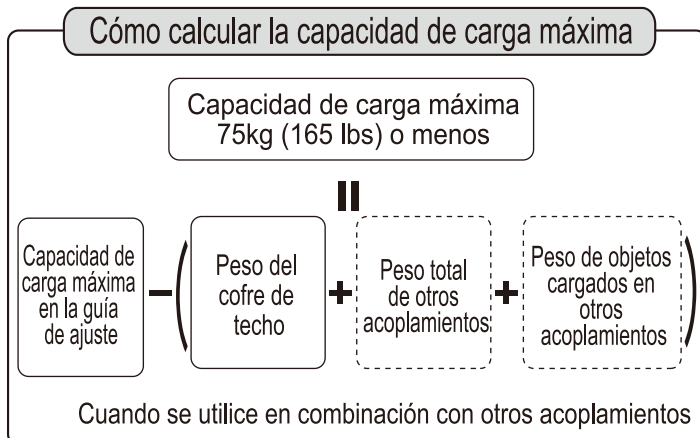 Cómo calcular la capacidad de carga máxima
Capacidad de carga máxima
75kg (165 lbs) o menos
=
Capacidad de
carga máxima
en la guía
de ajuste
−
(
Peso del
cofre de
techo
+
Peso total
de otros
acoplamientos
+
Peso de objetos
cargados en
otros
acoplamientos
)
Cuando se utilice en combinación con otros acoplamientos